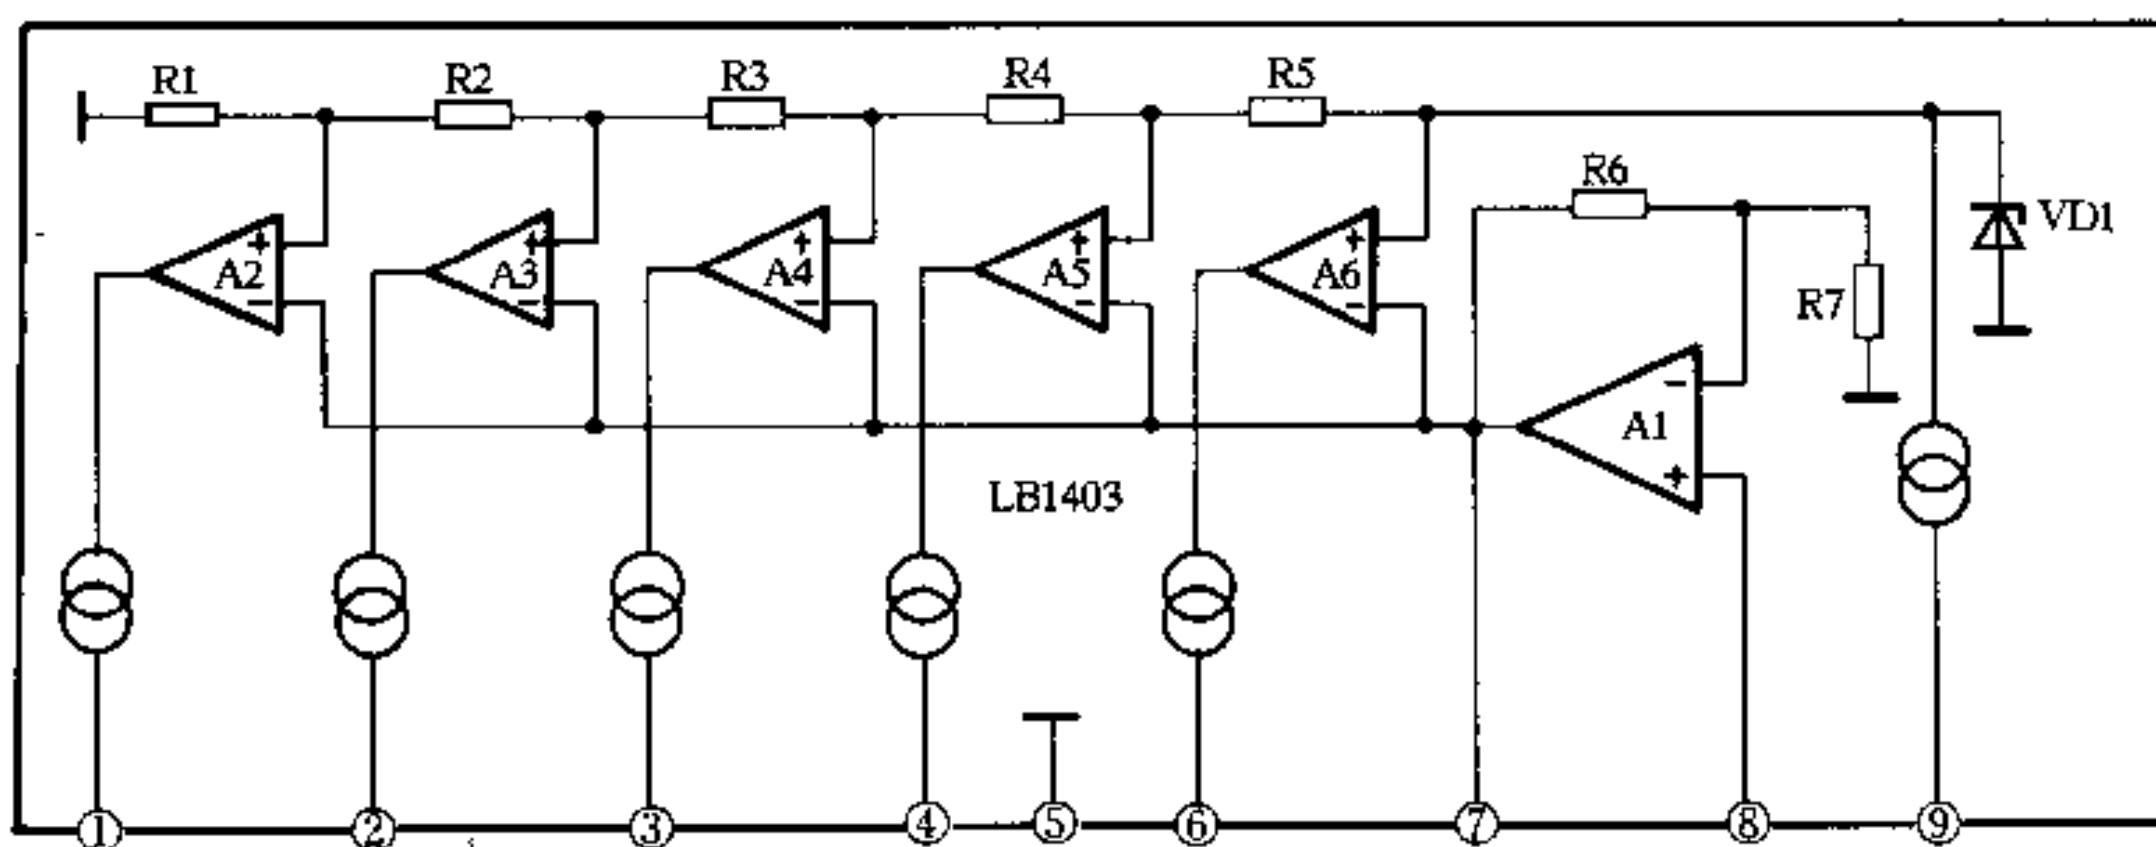 R1 R2 R3 R4 R5
R6
VD1
+ + + + +
A2 A3 A4 A5 A6
- - - - -
R7
-
A1
+
LB1403
① ② ③ ④ ⑤ ⑥ ⑦ ⑧ ⑨